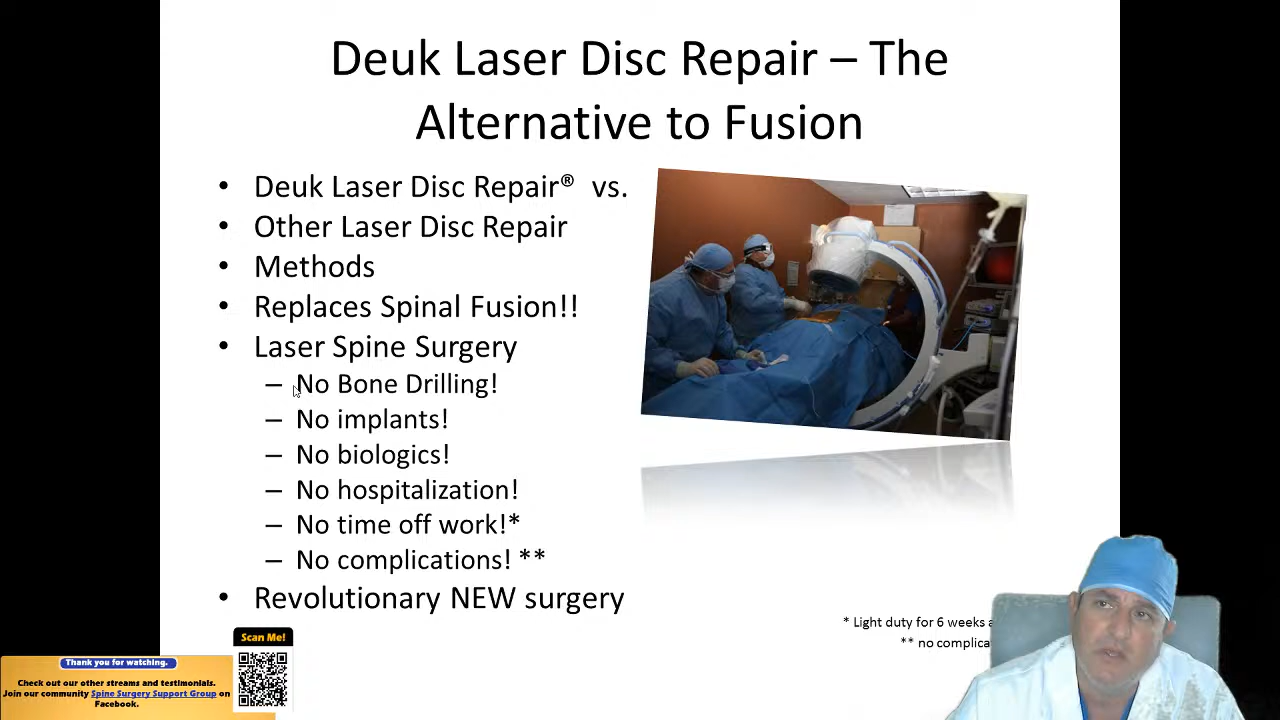 Deuk Laser Disc Repair – The
Alternative to Fusion
• Deuk Laser Disc Repair® vs.
• Other Laser Disc Repair
• Methods
• Replaces Spinal Fusion!!
• Laser Spine Surgery
– No Bone Drilling!
– No implants!
– No biologics!
– No hospitalization!
– No time off work!*
– No complications! **
• Revolutionary NEW surgery
* Light duty for 6 weeks
** no
Scan Me!
Thank you for watching.
Check out our other streams and testimonials.
Join our community Spine Surgery Support Group on
Facebook.